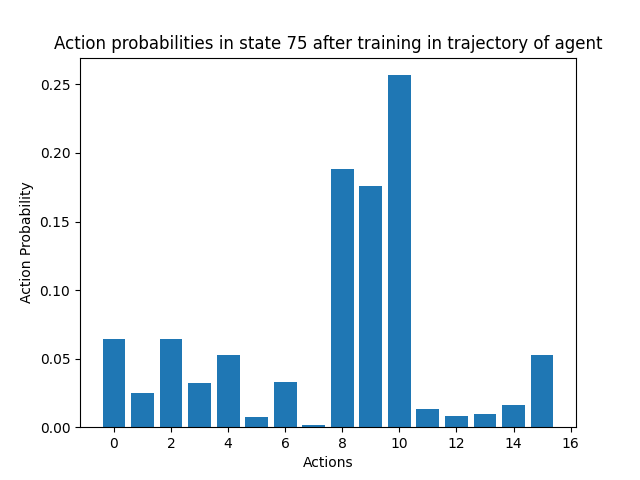 Action probabilities in state 75 after training in trajectory of agent
0.25
0.20
0.15
0.10
0.05
0.00
Action Probability
0 2 4 6 8 10 12 14 16
Actions